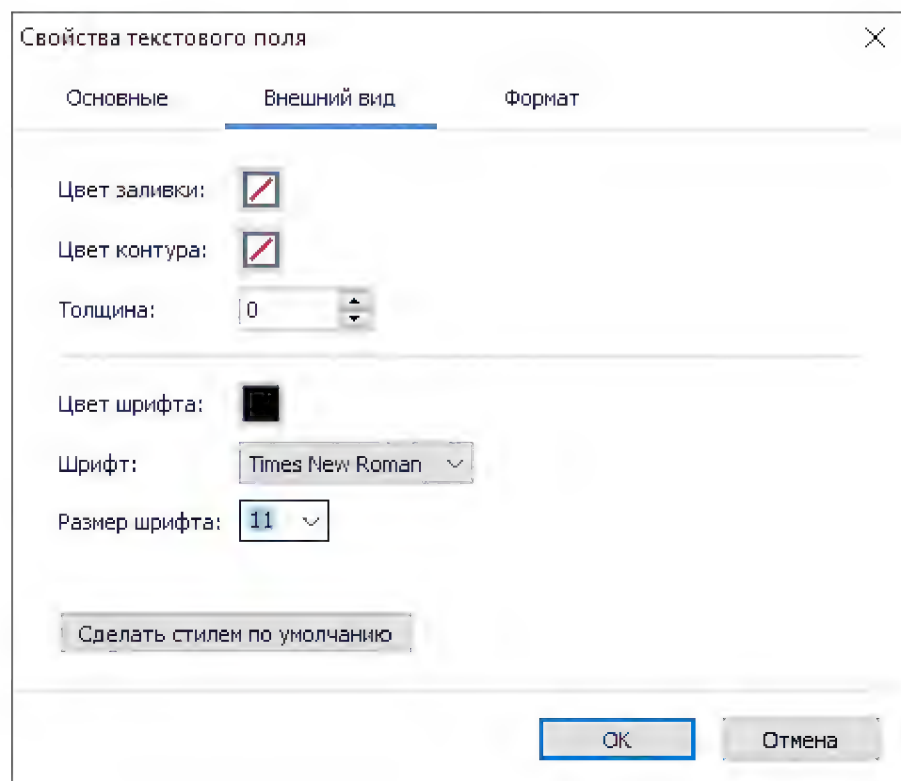 Свойства текстового поля
Основные Внешний вид Формат
Цвет заливки:
Цвет контура:
Толщина: 0
Цвет шрифта:
Шрифт: Times New Roman
Размер шрифта: 11
Сделать стилем по умолчанию
ОК Отмена